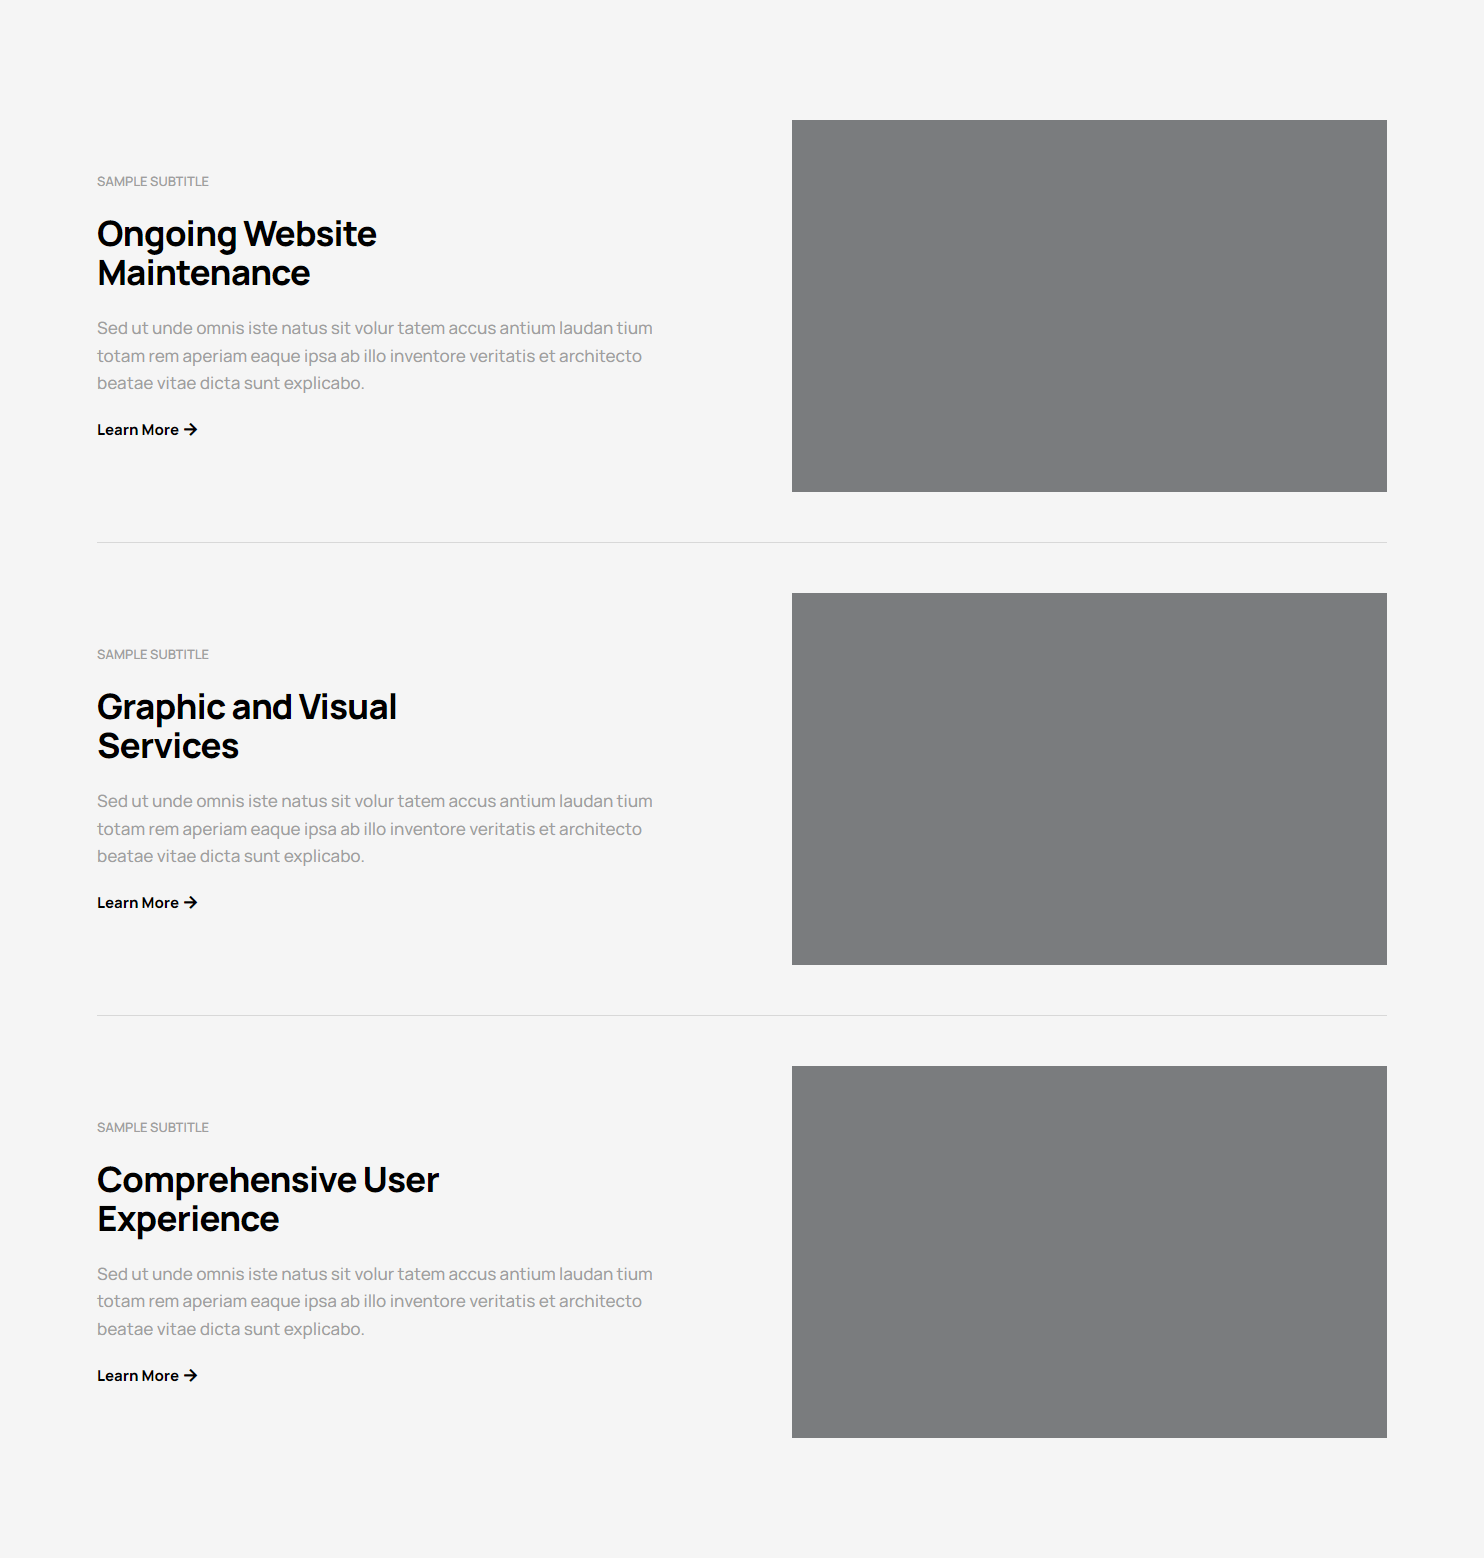 SAMPLE SUBTITLE
Ongoing Website
Maintenance
Sed ut unde omnis iste natus sit volur tatem accus antium laudan tium
totam rem aperiam eaque ipsa ab illo inventore veritatis et architecto
beatae vitae dicta sunt explicabo.
Learn More →
SAMPLE SUBTITLE
Graphic and Visual
Services
Sed ut unde omnis iste natus sit volur tatem accus antium laudan tium
totam rem aperiam eaque ipsa ab illo inventore veritatis et architecto
beatae vitae dicta sunt explicabo.
Learn More →
SAMPLE SUBTITLE
Comprehensive User
Experience
Sed ut unde omnis iste natus sit volur tatem accus antium laudan tium
totam rem aperiam eaque ipsa ab illo inventore veritatis et architecto
beatae vitae dicta sunt explicabo.
Learn More →